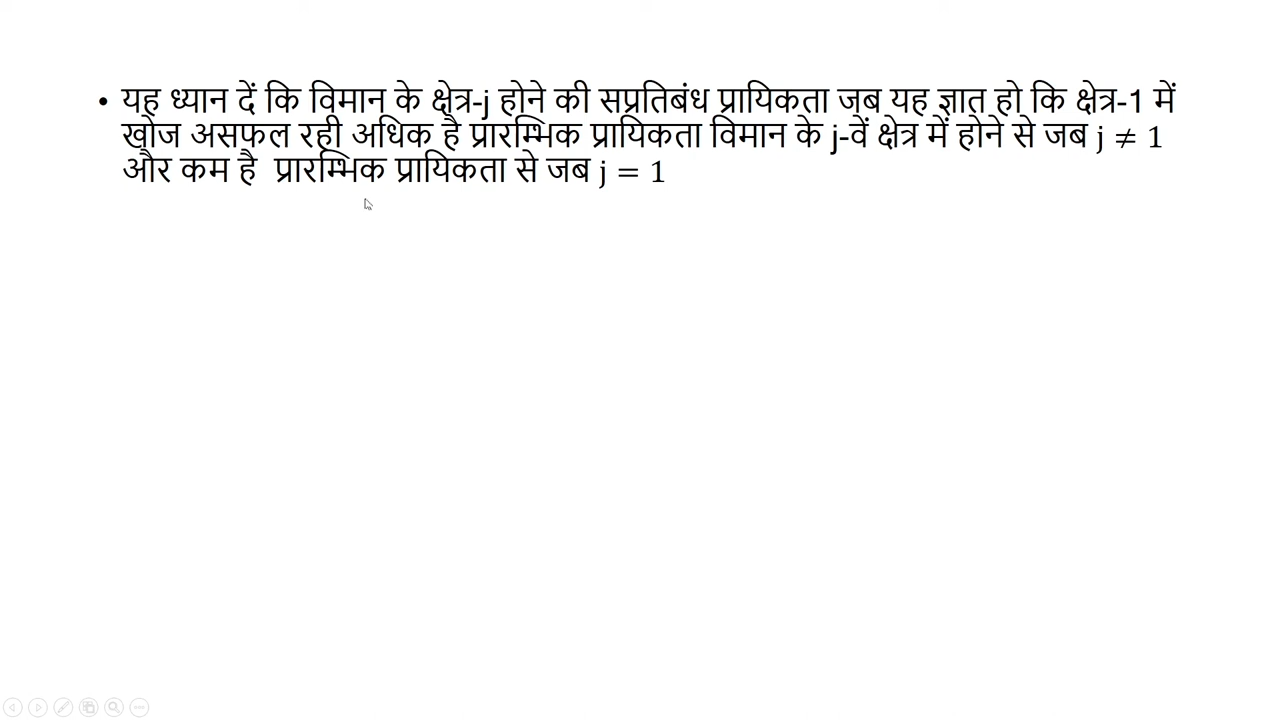 • यह ध्यान दें कि विमान के क्षेत्र-j होने की सप्रतिबंध प्रायिकता जब यह ज्ञात हो कि क्षेत्र-1 में
खोज असफल रही अधिक है प्रारम्भिक प्रायिकता विमान के j-वें क्षेत्र में होने से जब j ≠ 1
और कम है प्रारम्भिक प्रायिकता से जब j = 1